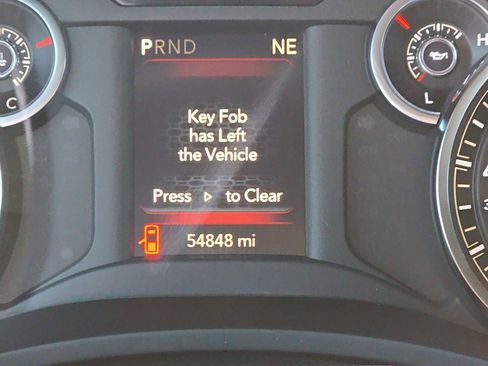 PRND NE
C
H
L
Key Fob
has Left
the Vehicle
Press ▷ to Clear
54848 mi